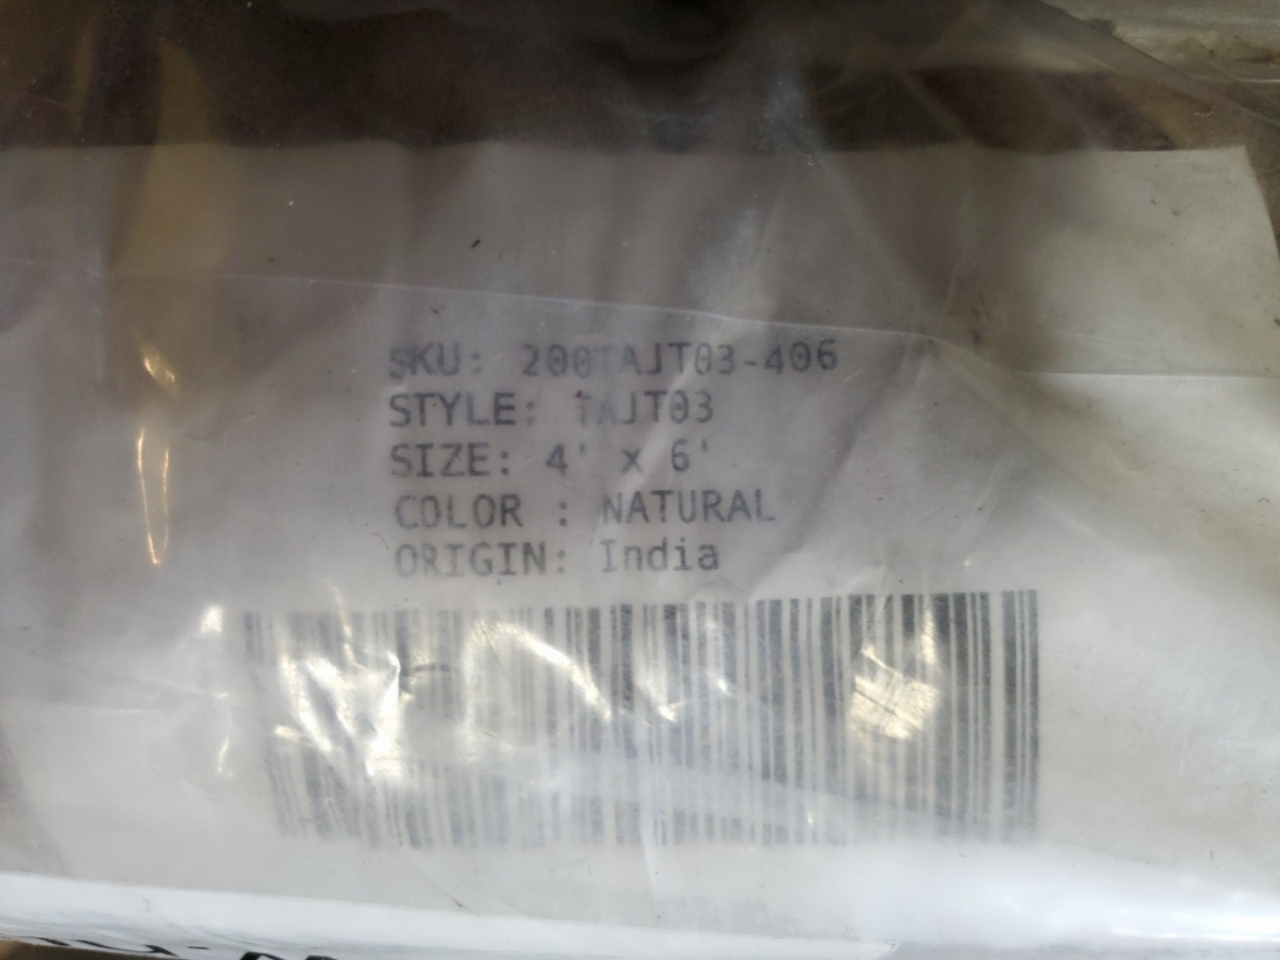 SKU: 200TAJT03-406
STYLE: TAJT03
SIZE: 4' x 6'
COLOR : NATURAL
ORIGIN: India